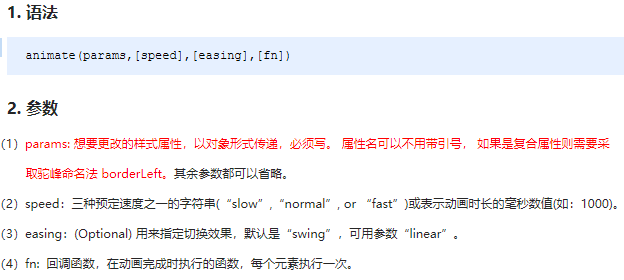 1. 语法
animate(params,[speed],[easing],[fn])
2. 参数
（1）params: 想要更改的样式属性，以对象形式传递，必须写。 属性名可以不用带引号， 如果是复合属性则需要采
取驼峰命名法 borderLeft。其余参数都可以省略。
（2）speed：三种预定速度之一的字符串(“slow”,“normal”, or “fast”)或表示动画时长的毫秒数值(如：1000)。
（3）easing：(Optional) 用来指定切换效果，默认是“swing”，可用参数“linear”。
（4）fn: 回调函数，在动画完成时执行的函数，每个元素执行一次。